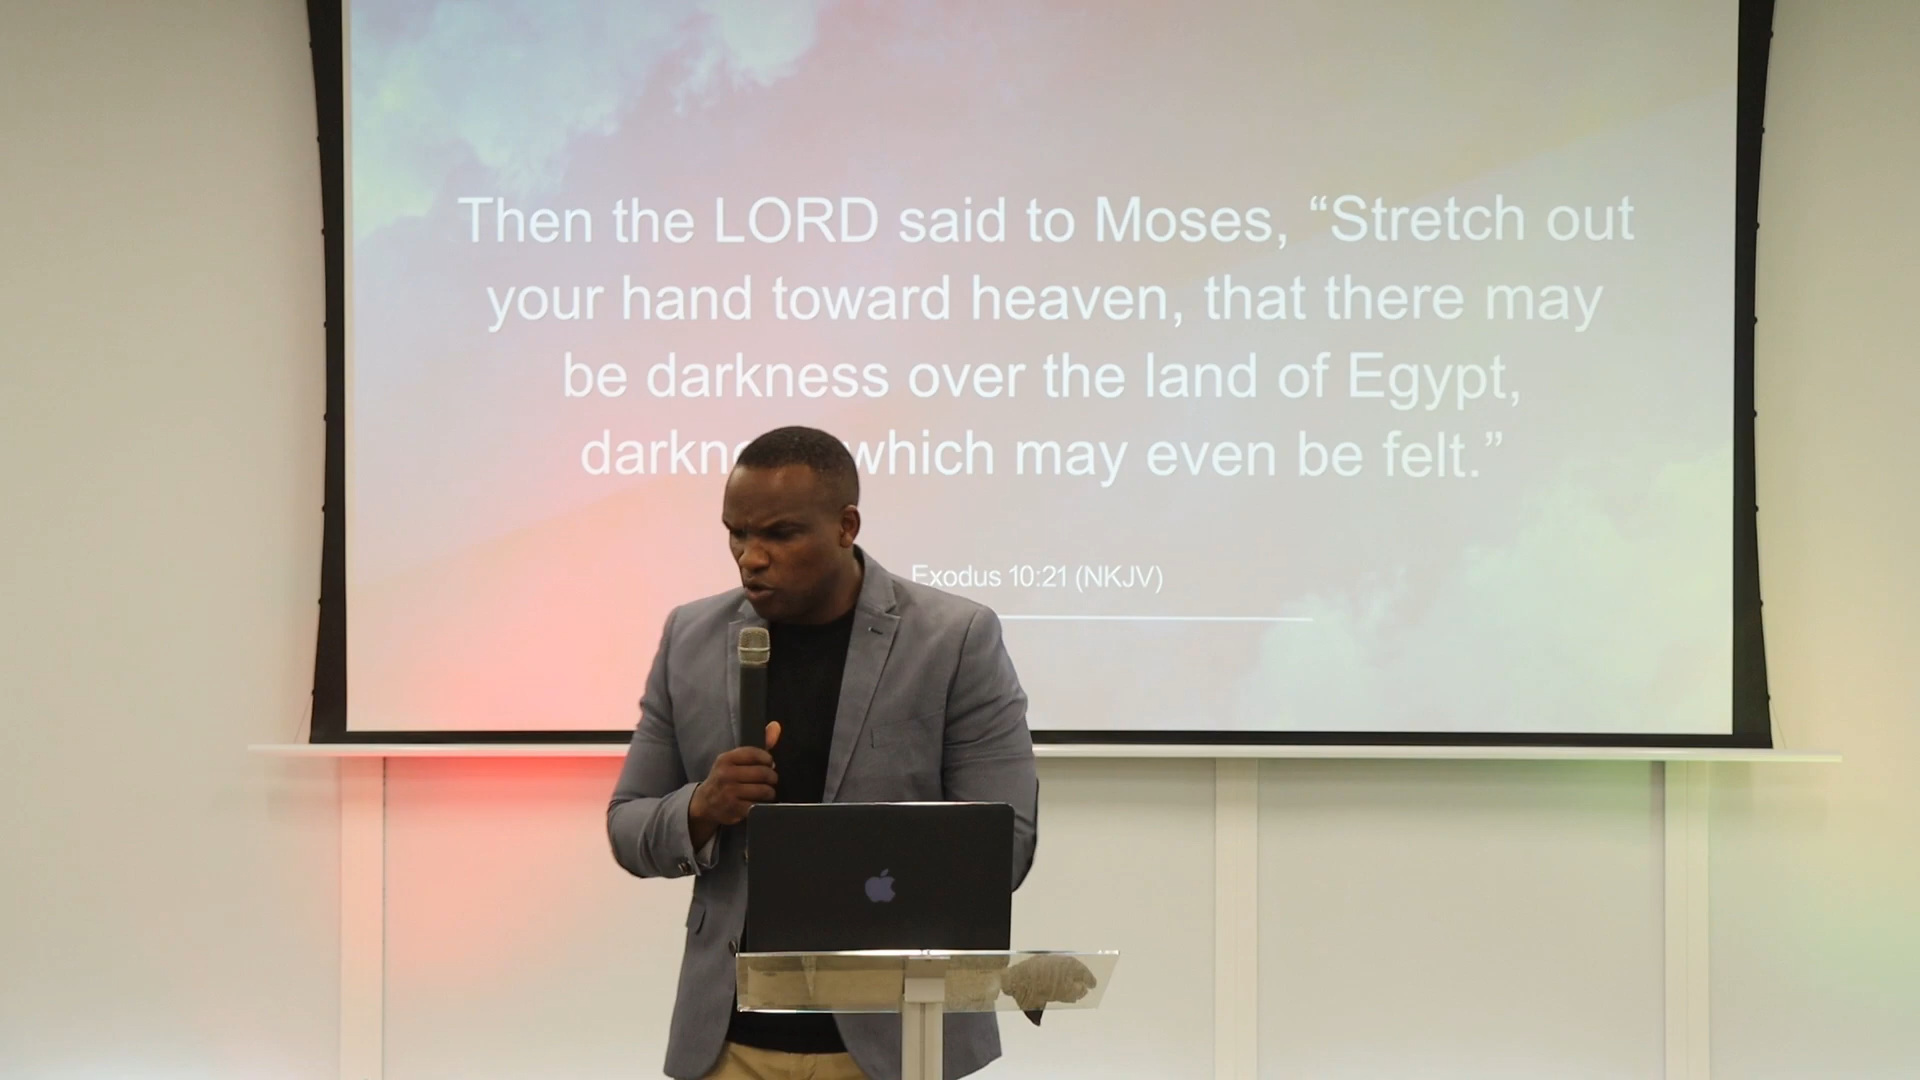 Then the LORD said to Moses, “Stretch out
your hand toward heaven, that there may
be darkness over the land of Egypt,
which may even be felt.”
Exodus 10:21 (NKJV)